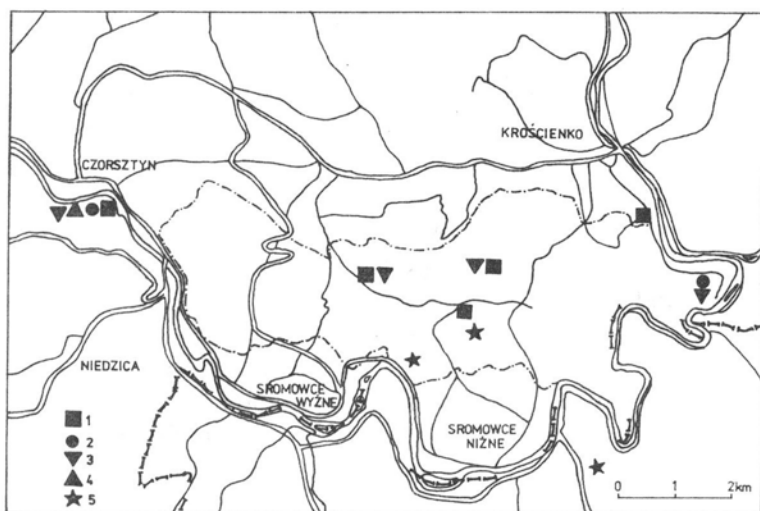 KROŚCIENKO
CZORSZTYN
NIEDZICA
SROMOWCE
WYŻNE
SROMOWCE
NIŻNE
1
2
3
4
5
0 1 2km